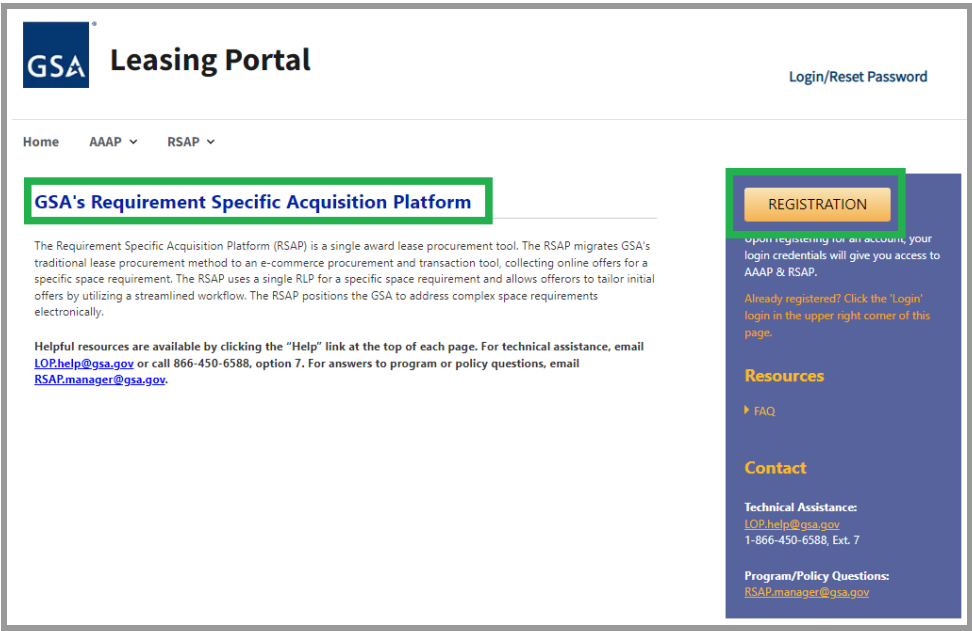 GSA
Leasing Portal
Login/Reset Password
Home AAAP RSAP
GSA's Requirement Specific Acquisition Platform
The Requirement Specific Acquisition Platform (RSAP) is a single award lease procurement tool. The RSAP migrates GSA's
traditional lease procurement method to an e-commerce procurement and transaction tool, collecting online offers for a
specific space requirement. The RSAP uses a single RLP for a specific space requirement and allows offerors to tailor initial
offers by utilizing a streamlined workflow. The RSAP positions the GSA to address complex space requirements
electronically.
Helpful resources are available by clicking the “Help” link at the top of each page. For technical assistance, email
LOP.help@gsa.gov or call 866-450-6588, option 7. For answers to program or policy questions, email
RSAP.manager@gsa.gov.
REGISTRATION
Upon registering for an account, your
login credentials will give you access to
AAAP & RSAP.
Already registered? Click the 'Login'
login in the upper right corner of this
page.
Resources
FAQ
Contact
Technical Assistance:
LOP.help@gsa.gov
1-866-450-6588, Ext. 7
Program/Policy Questions:
RSAP.manager@gsa.gov